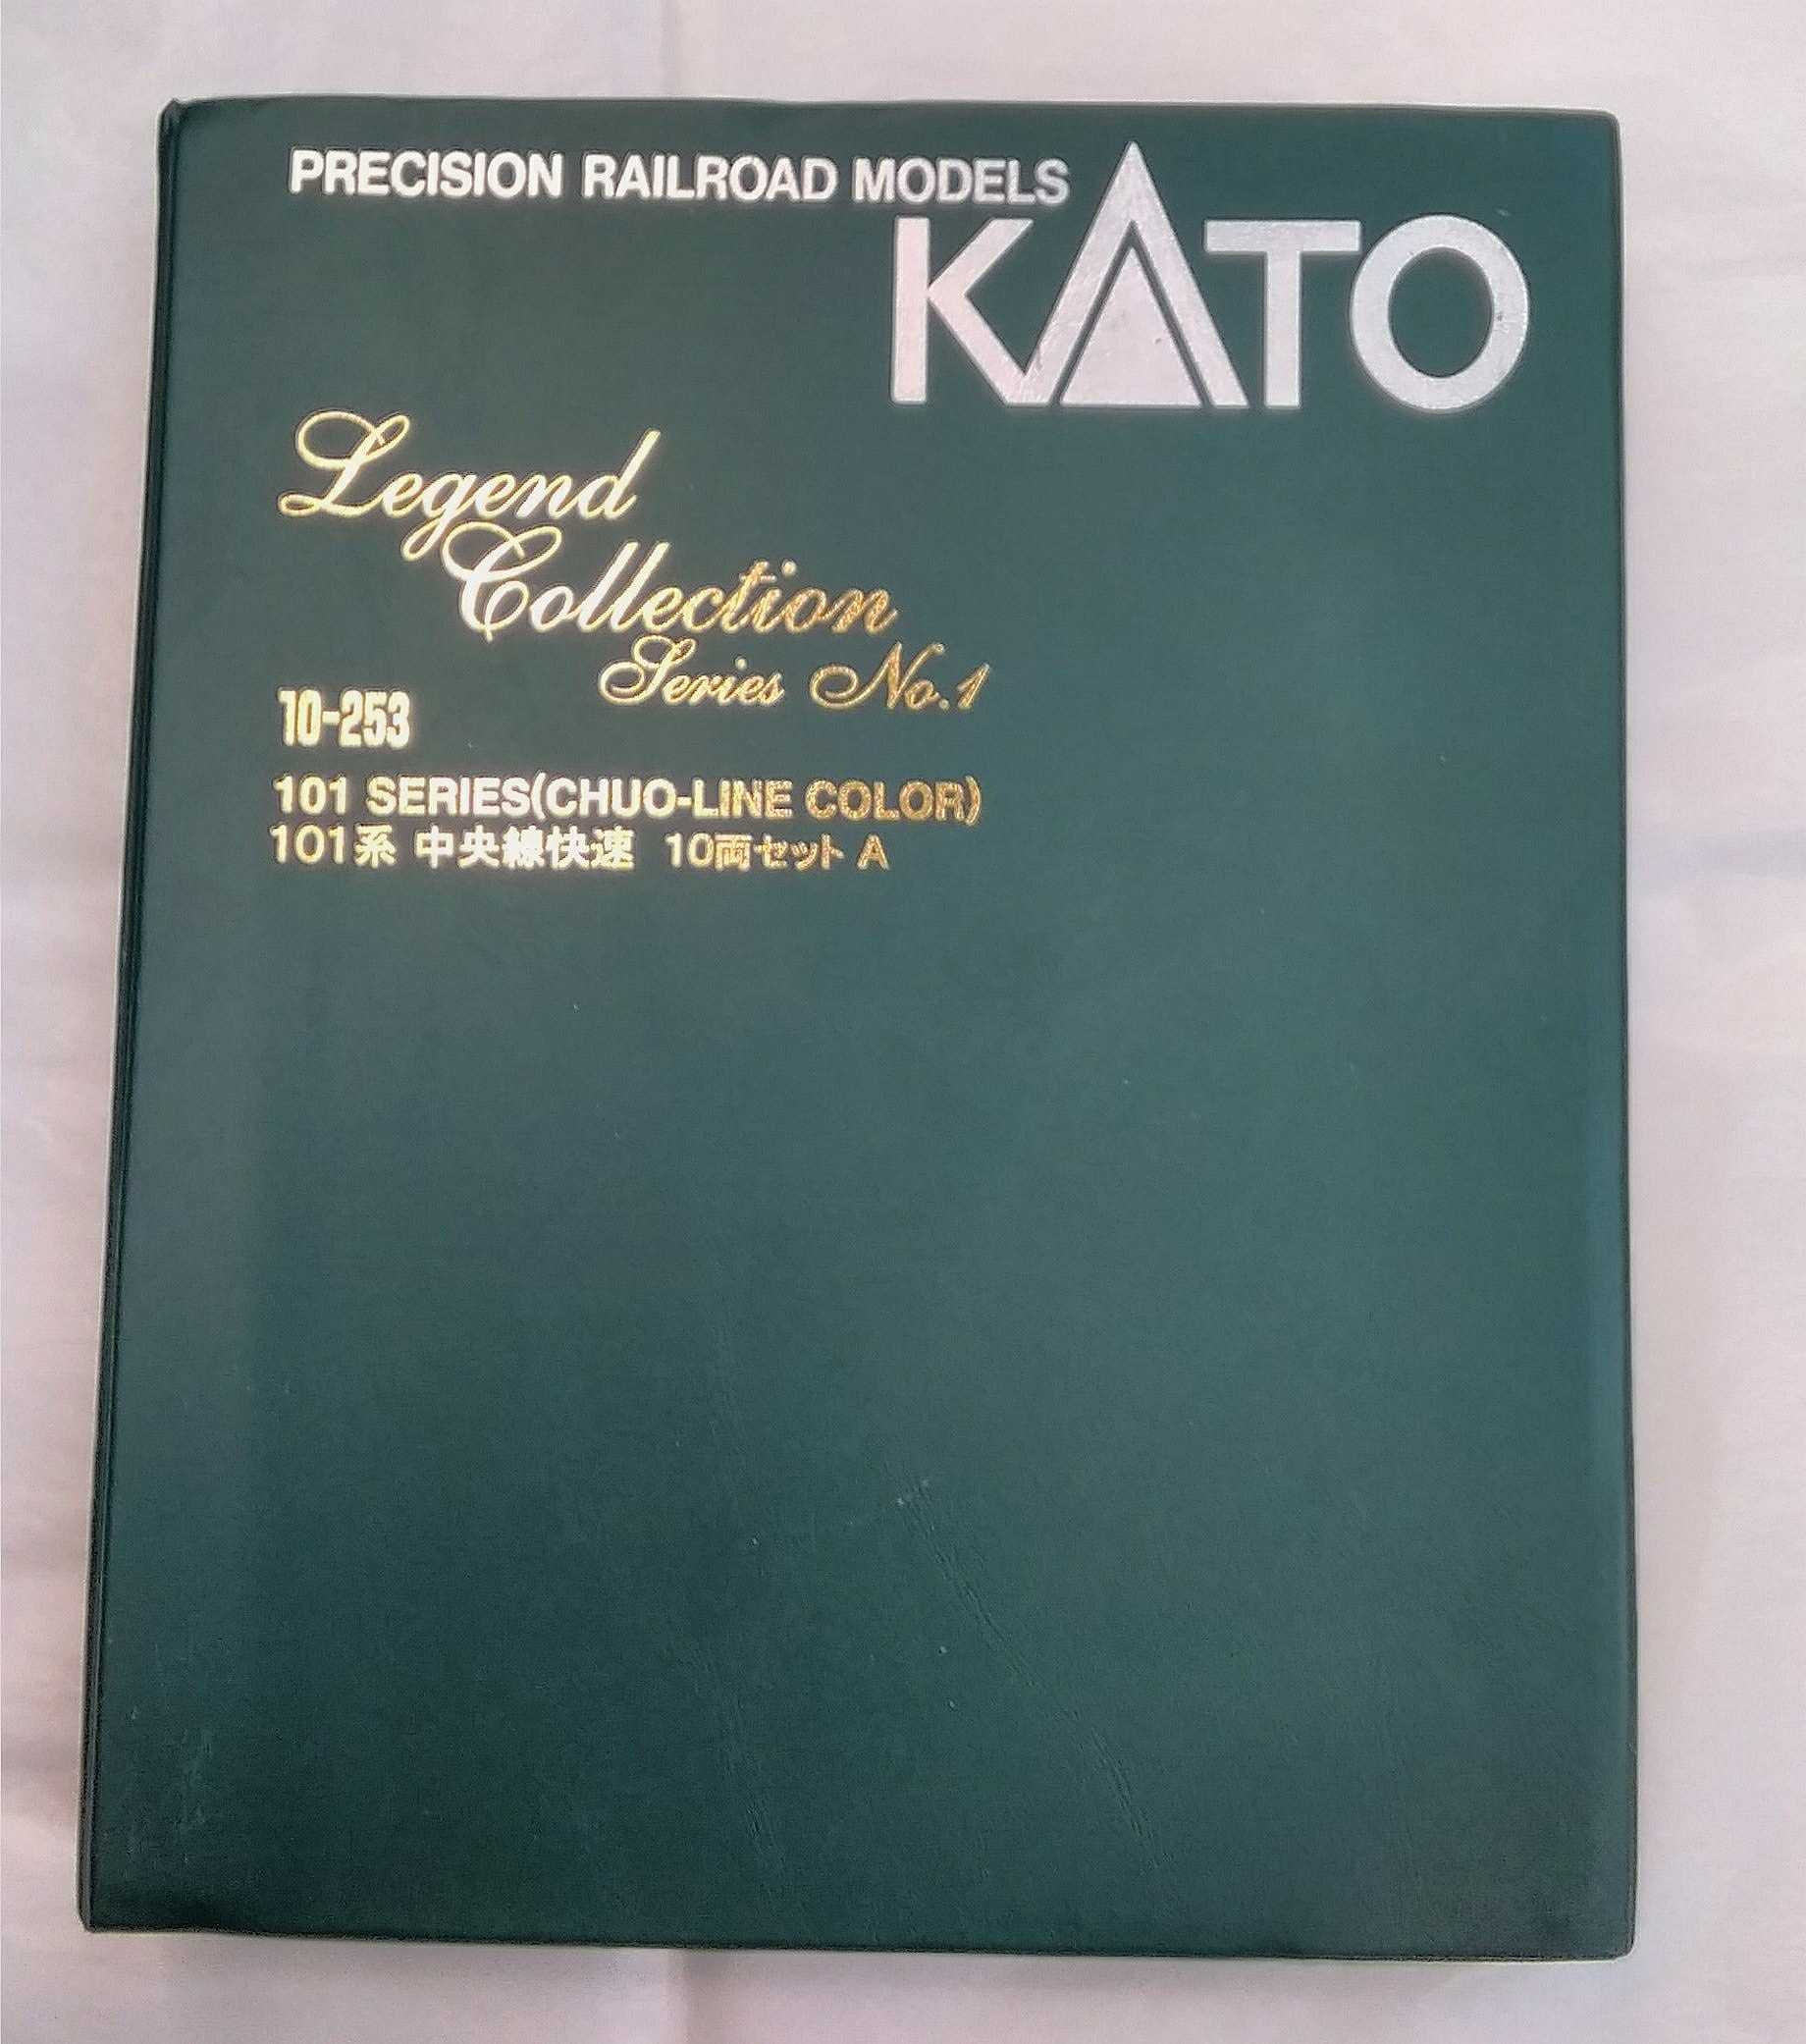 PRECISION RAILROAD MODELS
KATO
Legend
Collection
Series No.1
10-253
101 SERIES(CHUO-LINE COLOR)
101系 中央線快速 10両セット A